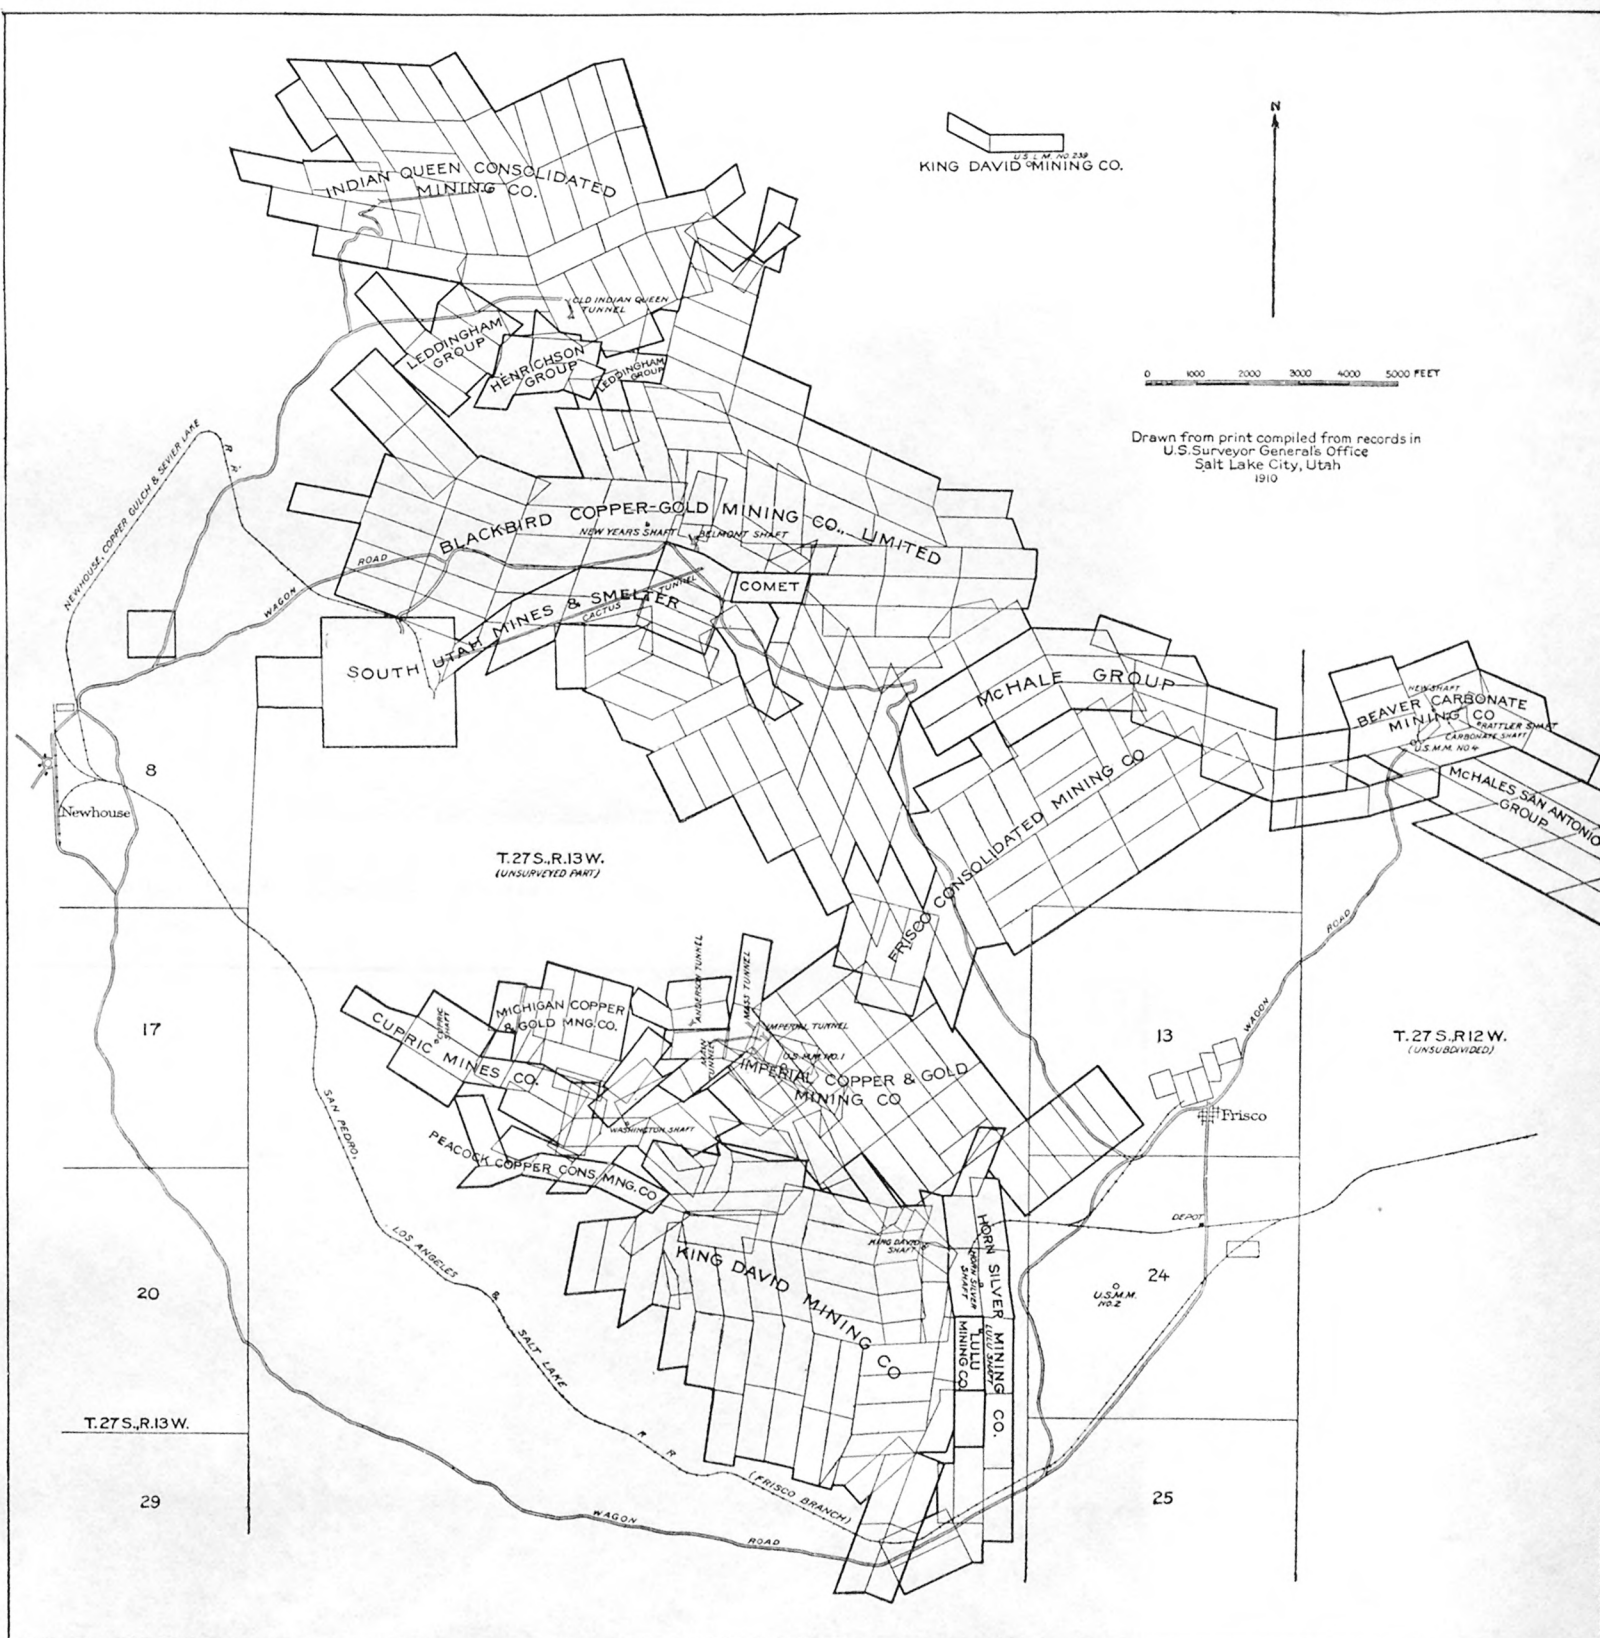 N
U.S.L.M. NO. 239
KING DAVID MINING CO.
INDIAN QUEEN CONSOLIDATED
MINING CO.
OLD INDIAN QUEEN
TUNNEL
LEDDINGHAM
GROUP
HENRICHSON
GROUP
LEDDINGHAM
GROUP
0 1000 2000 3000 4000 5000 FEET
Drawn from print compiled from records in
U.S. Surveyor General's Office
Salt Lake City, Utah
1910
NEWHOUSE, COPPER GULCH & SEVIER LAKE
R. R.
BLACKBIRD COPPER-GOLD MINING CO., LIMITED
NEW YEARS SHAFT
BELMONT SHAFT
WAGON ROAD
COMET
SOUTH UTAH MINES & SMELTER
CACTUS TUNNEL
McHALE GROUP
NEW SHAFT
BEAVER CARBONATE
MINING CO
RATTLER SHAFT
CARBONATE SHAFT
U.S.M.M. NO 4
McHALES SAN ANTONIO
GROUP
8
Newhouse
T. 27 S., R. 13 W.
(UNSURVEYED PART)
FRISCO CONSOLIDATED MINING CO
WAGON ROAD
ANDERSON TUNNEL
MASS TUNNEL
MICHIGAN COPPER
& GOLD MNG. CO.
CUPRIC
SHAFT
CUPRIC MINES CO.
IMPERIAL TUNNEL
MAIN
TUNNEL
U.S.M.M. NO. 1
IMPERIAL COPPER & GOLD
MINING CO
17
13
T. 27 S., R 12 W.
(UNSUBDIVIDED)
Frisco
WASHINGTON SHAFT
PEACOCK COPPER CONS. MNG. CO
SAN PEDRO,
LOS ANGELES
&
SALT LAKE
R R
(FRISCO BRANCH)
DEPOT
KING DAVID
SHAFT
KING DAVID MINING CO
HORN SILVER MINING CO.
HORN SILVER
SHAFT
LULU
MINING CO
LULU SHAFT
24
U.S.M.M.
NO. 2
20
T. 27 S., R. 13 W.
29
25
WAGON ROAD